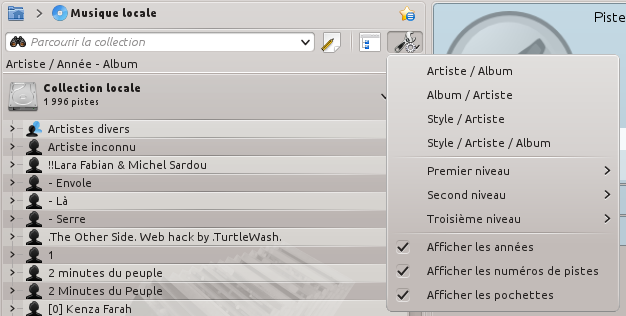 Musique locale
Parcourir la collection
Artiste / Année - Album
Collection locale
1 996 pistes
Artistes divers
Artiste inconnu
!!Lara Fabian & Michel Sardou
- Envole
- Là
- Serre
.The Other Side. Web hack by .TurtleWash.
1
2 minutes du peuple
2 Minutes du Peuple
[0] Kenza Farah
Piste
Artiste / Album
Album / Artiste
Style / Artiste
Style / Artiste / Album
Premier niveau
Second niveau
Troisième niveau
Afficher les années
Afficher les numéros de pistes
Afficher les pochettes